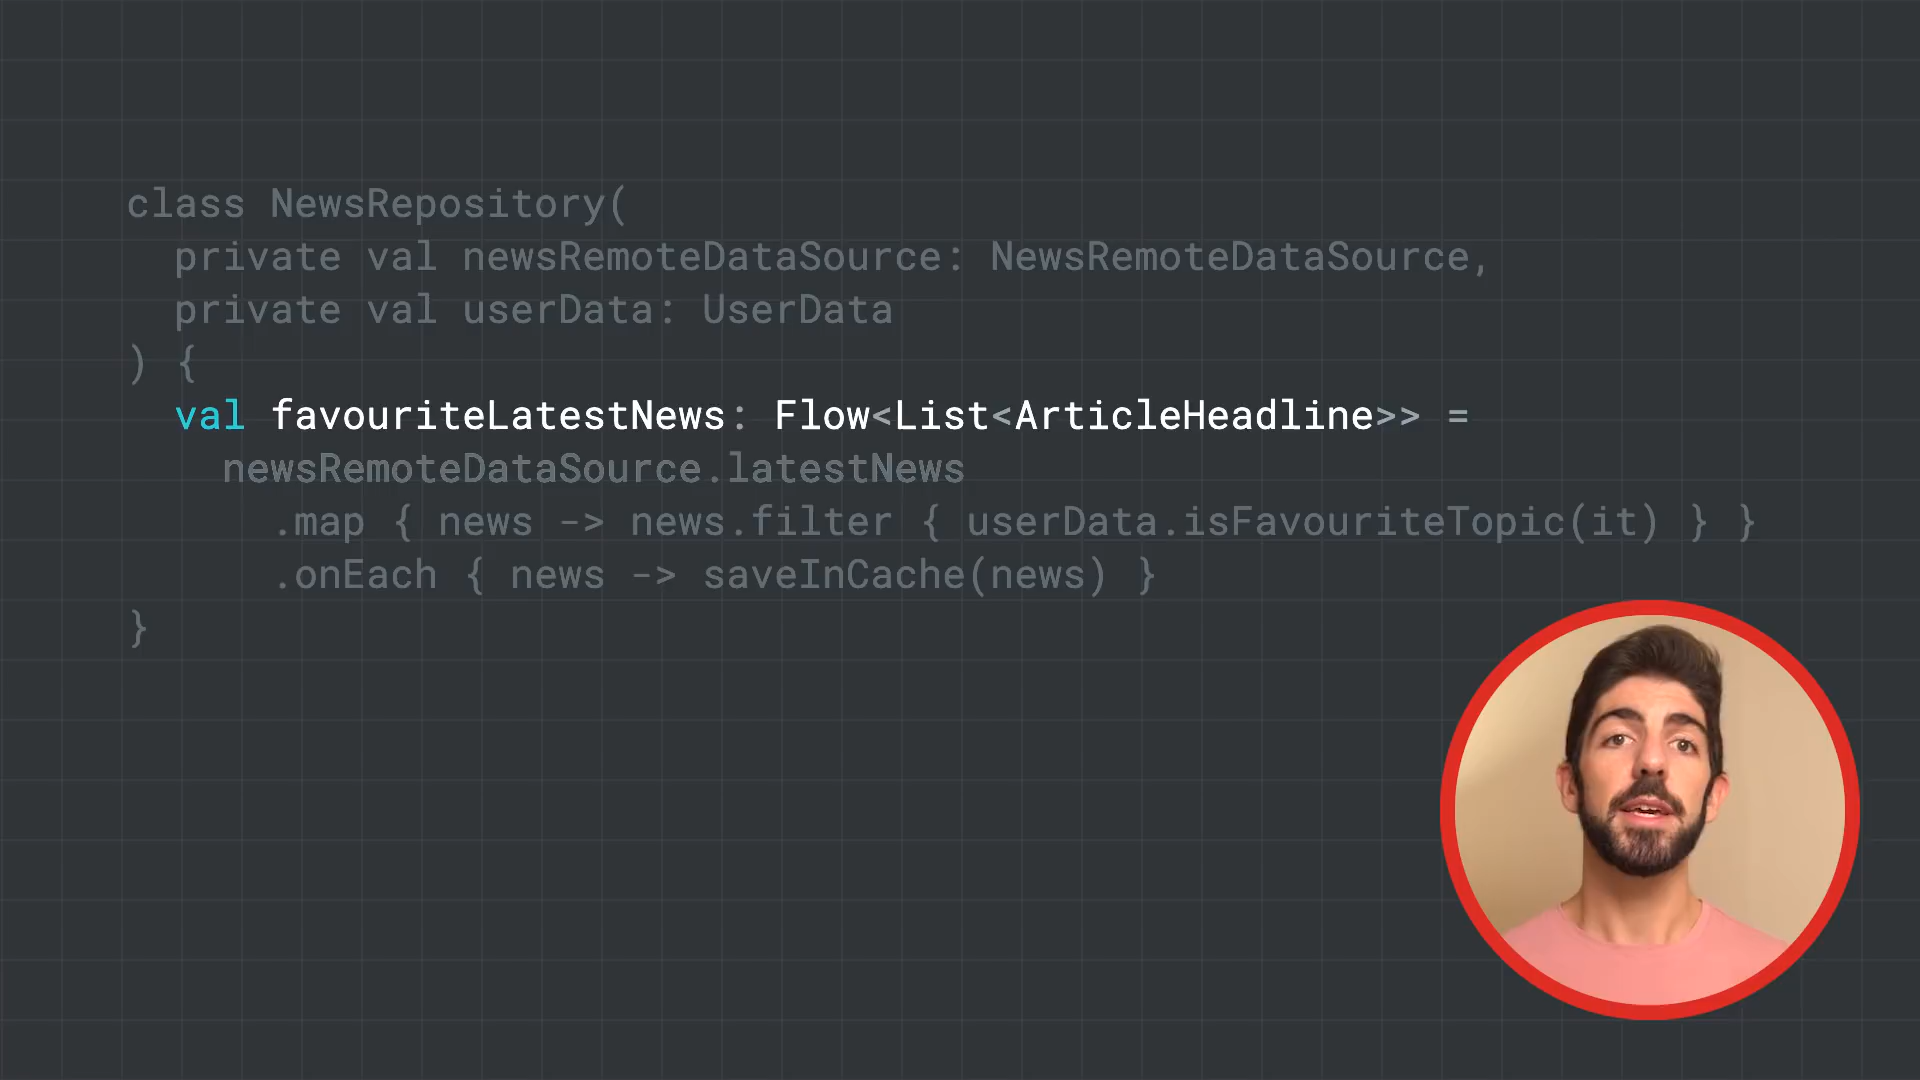 class NewsRepository(
private val newsRemoteDataSource: NewsRemoteDataSource,
private val userData: UserData
) {
val favouriteLatestNews: Flow<List<ArticleHeadline>> =
newsRemoteDataSource.latestNews
.map { news -> news.filter { userData.isFavouriteTopic(it) } }
.onEach { news -> saveInCache(news) }
}